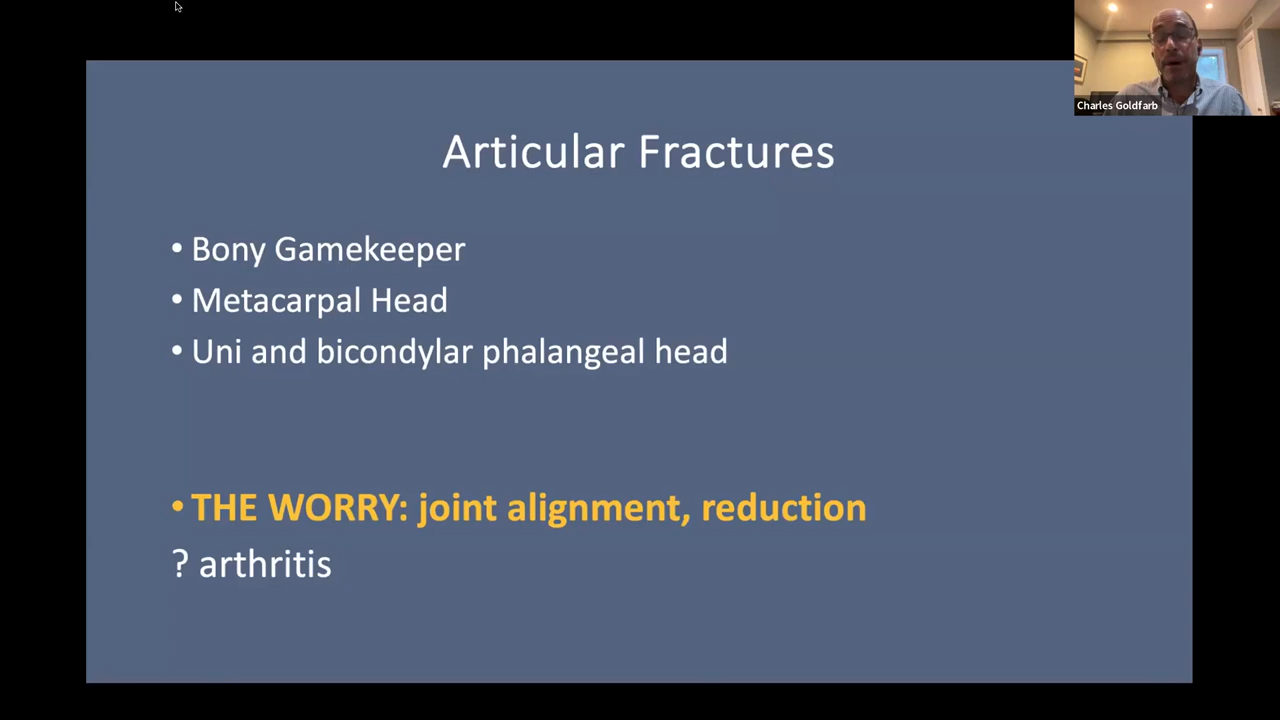 Charles Goldfarb
Articular Fractures
• Bony Gamekeeper
• Metacarpal Head
• Uni and bicondylar phalangeal head
• THE WORRY: joint alignment, reduction
? arthritis